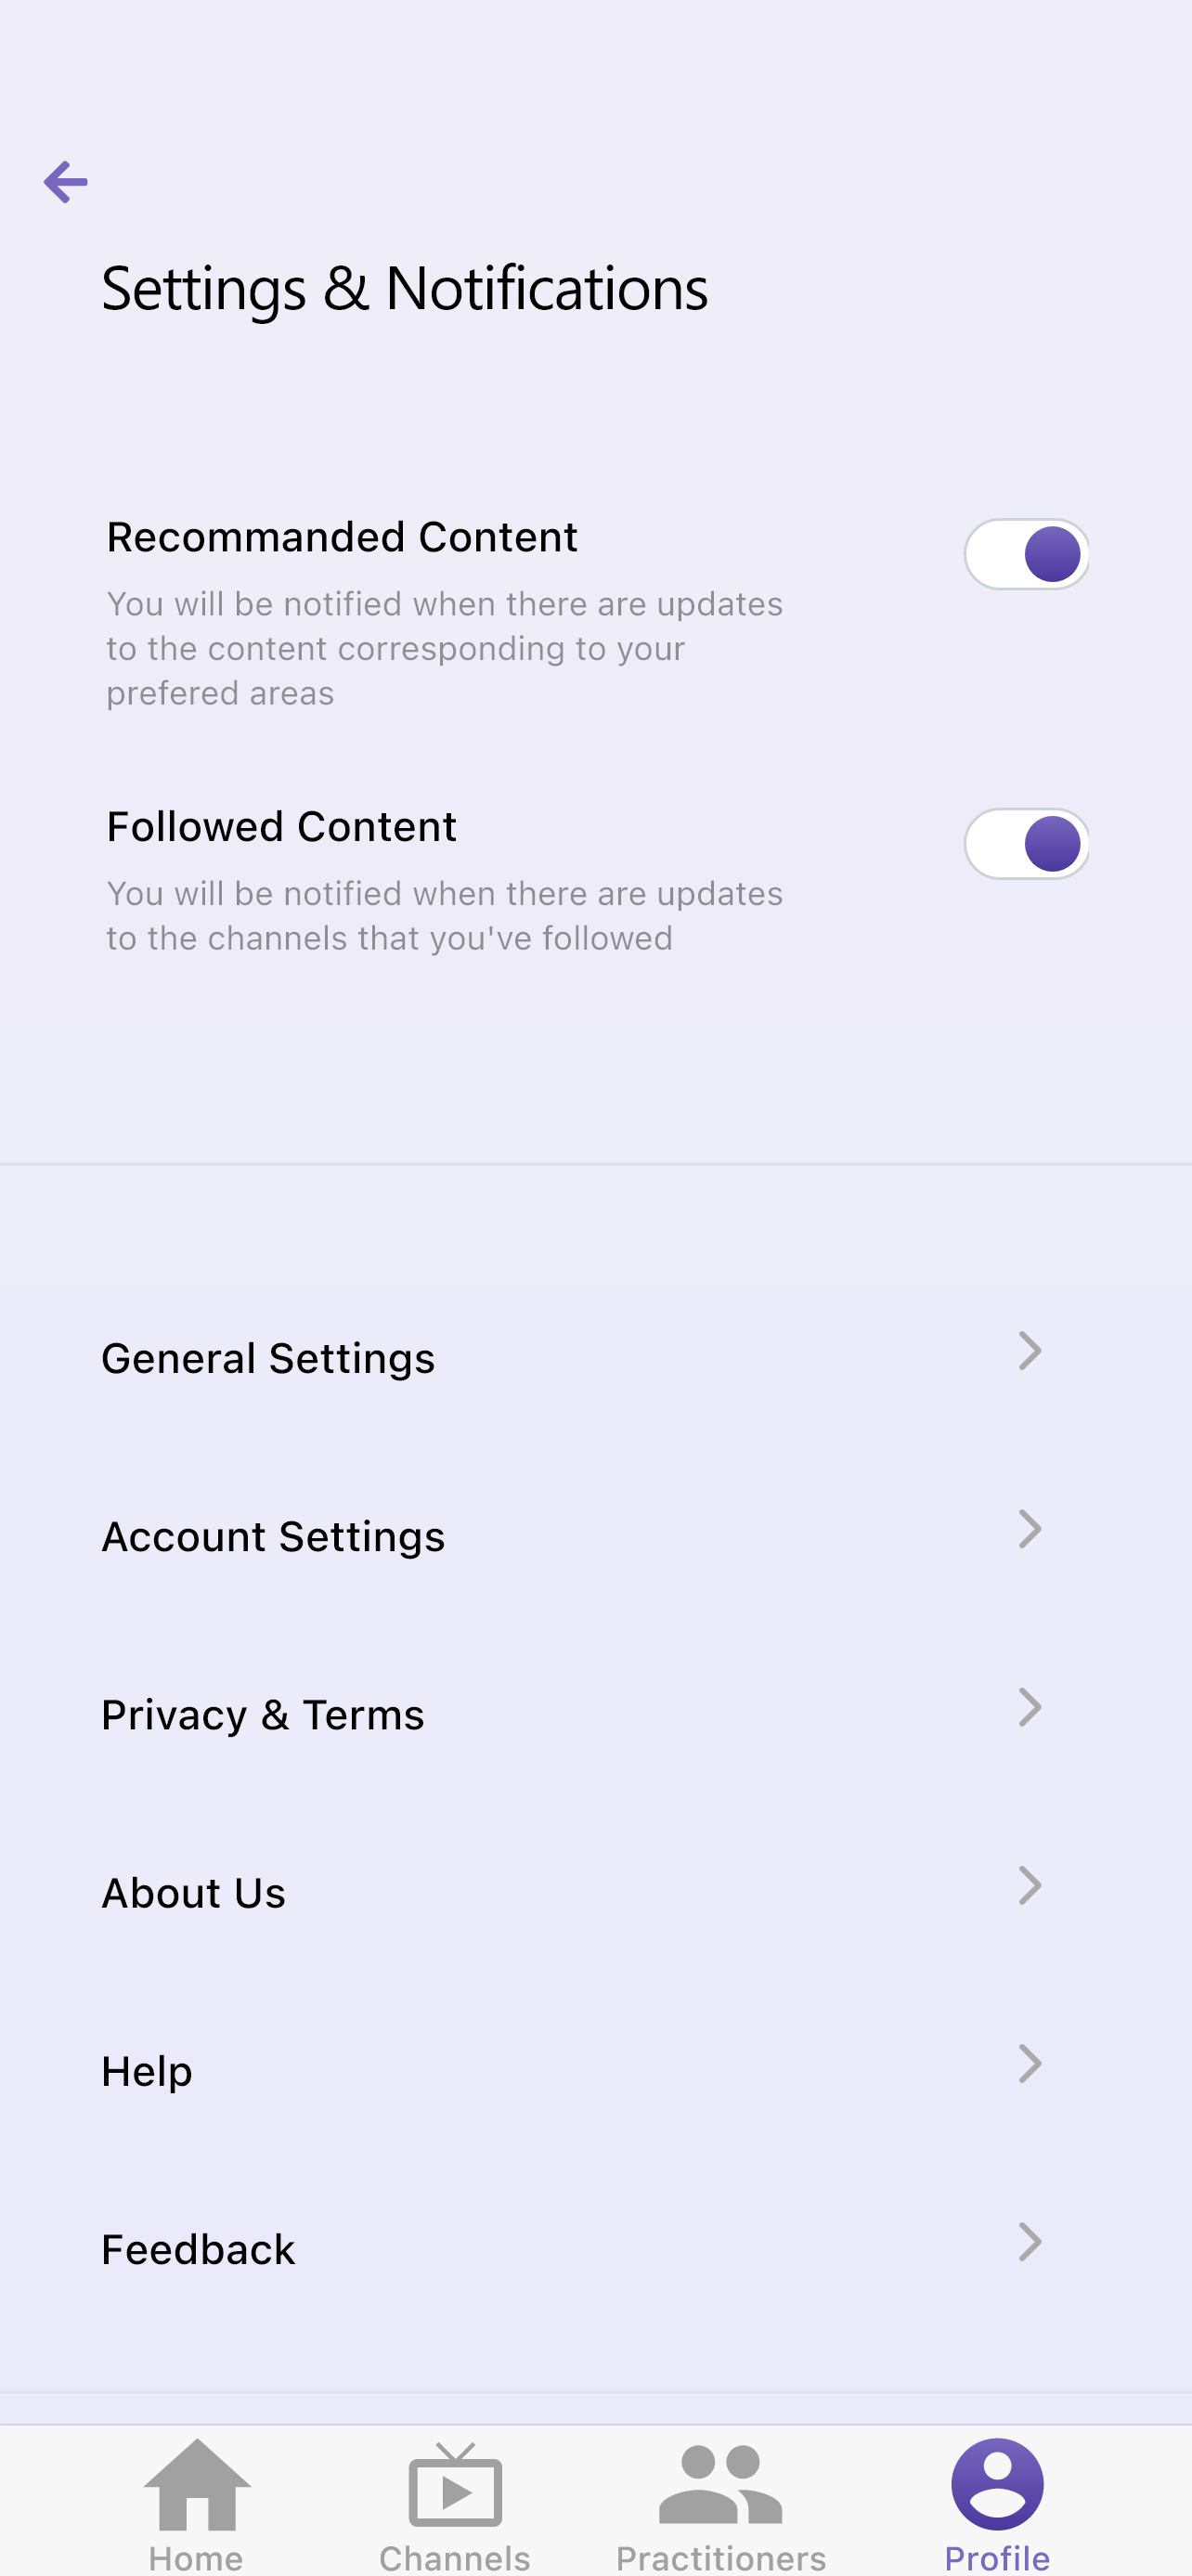 Settings & Notifications
Recommanded Content
You will be notified when there are updates
to the content corresponding to your
prefered areas
Followed Content
You will be notified when there are updates
to the channels that you've followed
General Settings
Account Settings
Privacy & Terms
About Us
Help
Feedback
Home
Channels
Practitioners
Profile